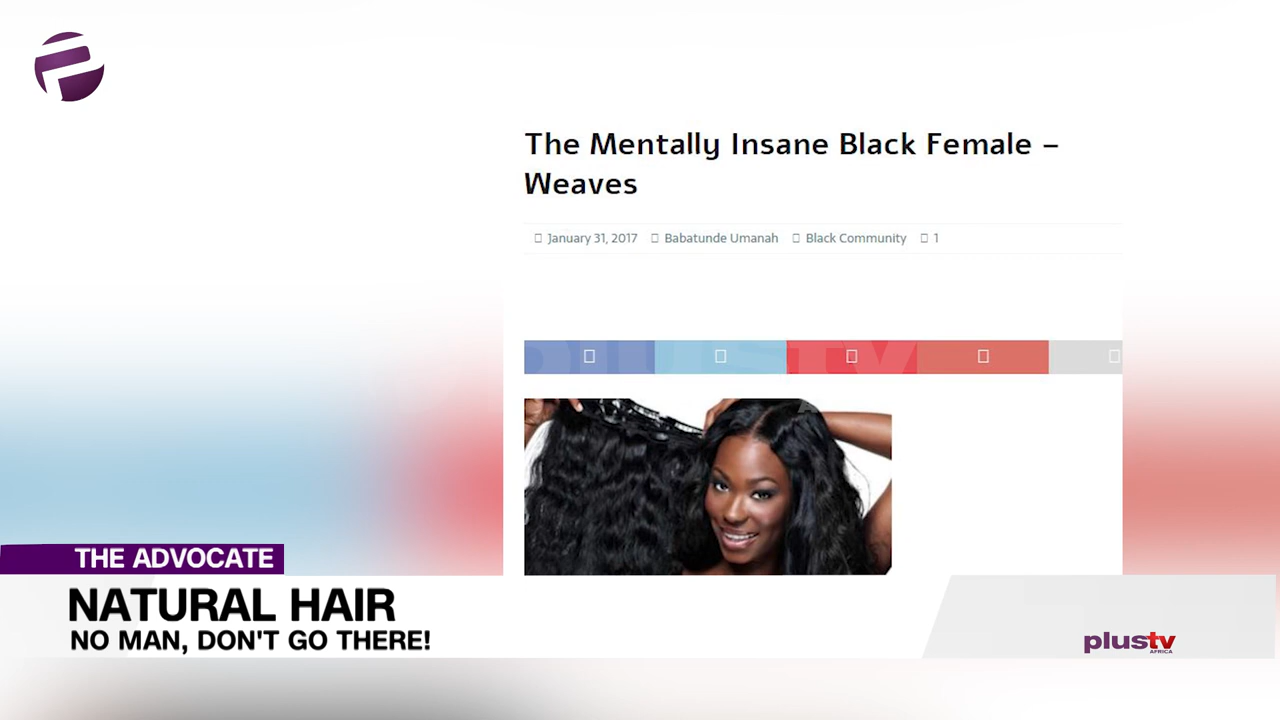 The Mentally Insane Black Female –
Weaves
January 31, 2017 Babatunde Umanah Black Community 1
plustv
THE ADVOCATE
NATURAL HAIR
NO MAN, DON'T GO THERE!
plustv
AFRICA